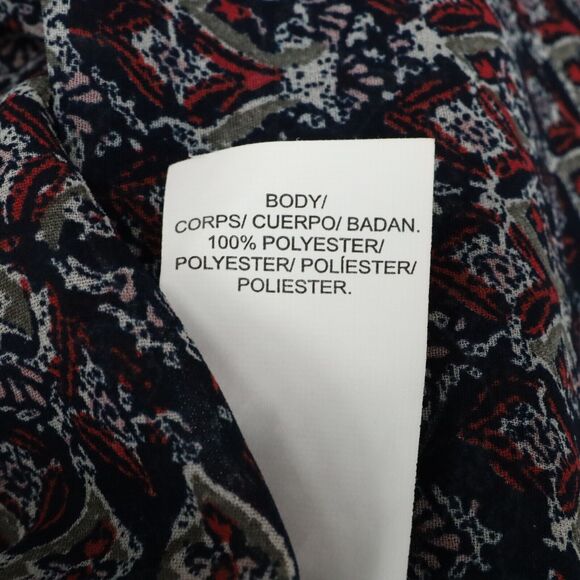 BODY/
CORPS/ CUERPO/ BADAN.
100% POLYESTER/
POLYESTER/ POLÍESTER/
POLIESTER.